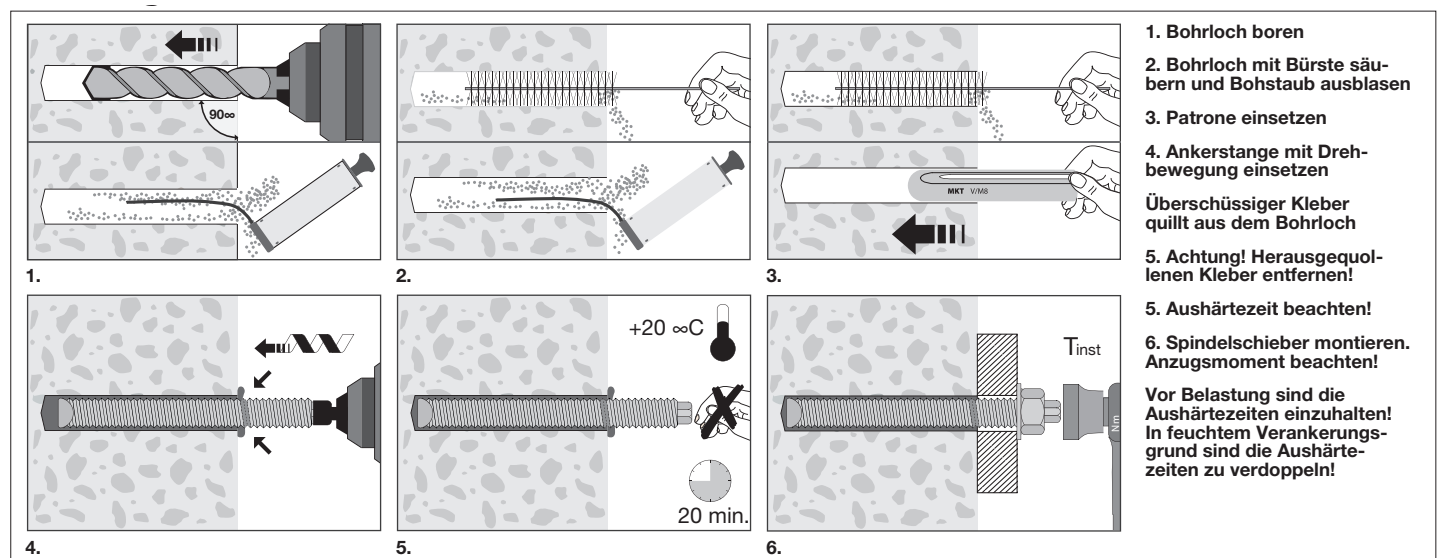 90∞
1.
2.
MKT V/M8
3.
4.
+20 ∞C
20 min.
5.
Tinst
Nm
6.
1. Bohrloch boren
2. Bohrloch mit Bürste säu-
bern und Bohstaub ausblasen
3. Patrone einsetzen
4. Ankerstange mit Dreh-
bewegung einsetzen
Überschüssiger Kleber
quillt aus dem Bohrloch
5. Achtung! Herausgequol-
lenen Kleber entfernen!
5. Aushärtezeit beachten!
6. Spindelschieber montieren.
Anzugsmoment beachten!
Vor Belastung sind die
Aushärtezeiten einzuhalten!
In feuchtem Verankerungs-
grund sind die Aushärte-
zeiten zu verdoppeln!